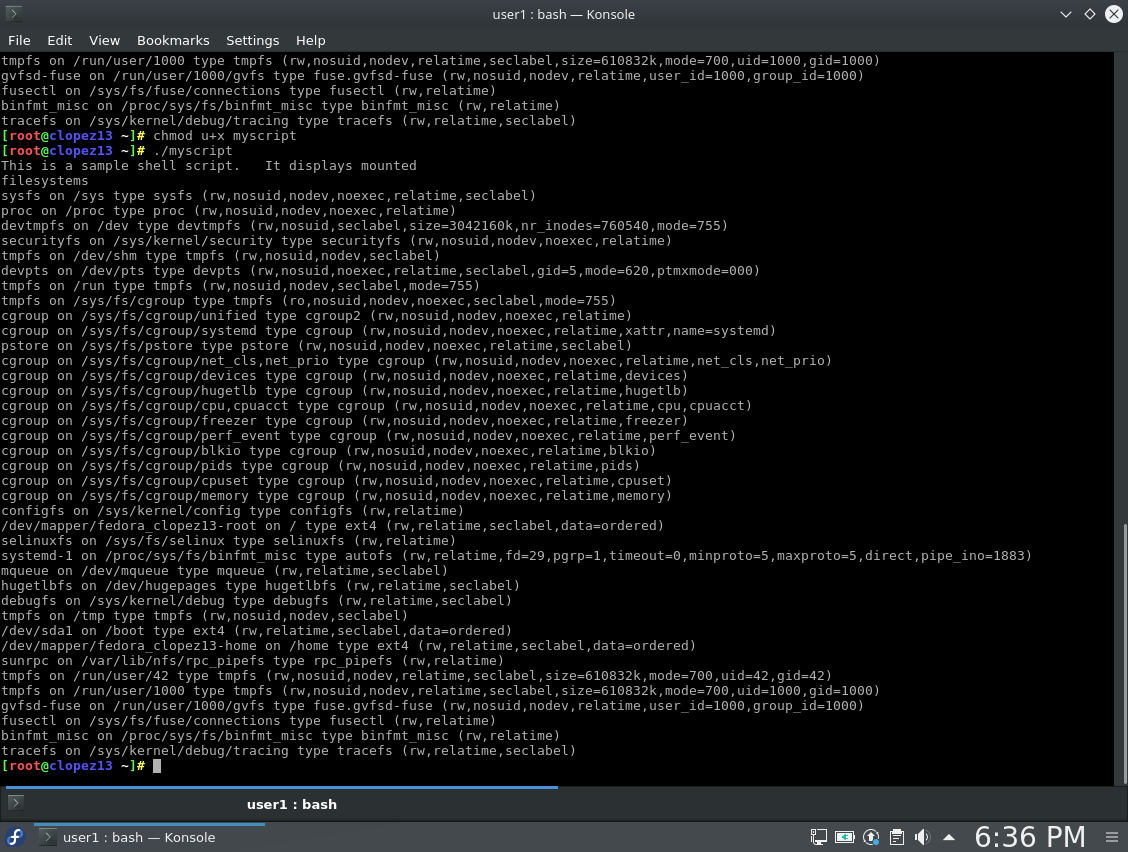 user1 : bash — Konsole
File Edit View Bookmarks Settings Help
tmpfs on /run/user/1000 type tmpfs (rw,nosuid,nodev,relatime,seclabel,size=610832k,mode=700,uid=1000,gid=1000)
gvfsd-fuse on /run/user/1000/gvfs type fuse.gvfsd-fuse (rw,nosuid,nodev,relatime,user_id=1000,group_id=1000)
fusectl on /sys/fs/fuse/connections type fusectl (rw,relatime)
binfmt_misc on /proc/sys/fs/binfmt_misc type binfmt_misc (rw,relatime)
tracefs on /sys/kernel/debug/tracing type tracefs (rw,relatime,seclabel)
[root@clopez13 ~]# chmod u+x myscript
[root@clopez13 ~]# ./myscript
This is a sample shell script.   It displays mounted
filesystems
sysfs on /sys type sysfs (rw,nosuid,nodev,noexec,relatime,seclabel)
proc on /proc type proc (rw,nosuid,nodev,noexec,relatime)
devtmpfs on /dev type devtmpfs (rw,nosuid,seclabel,size=3042160k,nr_inodes=760540,mode=755)
securityfs on /sys/kernel/security type securityfs (rw,nosuid,nodev,noexec,relatime)
tmpfs on /dev/shm type tmpfs (rw,nosuid,nodev,seclabel)
devpts on /dev/pts type devpts (rw,nosuid,noexec,relatime,seclabel,gid=5,mode=620,ptmxmode=000)
tmpfs on /run type tmpfs (rw,nosuid,nodev,seclabel,mode=755)
tmpfs on /sys/fs/cgroup type tmpfs (ro,nosuid,nodev,noexec,seclabel,mode=755)
cgroup on /sys/fs/cgroup/unified type cgroup2 (rw,nosuid,nodev,noexec,relatime)
cgroup on /sys/fs/cgroup/systemd type cgroup (rw,nosuid,nodev,noexec,relatime,xattr,name=systemd)
pstore on /sys/fs/pstore type pstore (rw,nosuid,nodev,noexec,relatime,seclabel)
cgroup on /sys/fs/cgroup/net_cls,net_prio type cgroup (rw,nosuid,nodev,noexec,relatime,net_cls,net_prio)
cgroup on /sys/fs/cgroup/devices type cgroup (rw,nosuid,nodev,noexec,relatime,devices)
cgroup on /sys/fs/cgroup/hugetlb type cgroup (rw,nosuid,nodev,noexec,relatime,hugetlb)
cgroup on /sys/fs/cgroup/cpu,cpuacct type cgroup (rw,nosuid,nodev,noexec,relatime,cpu,cpuacct)
cgroup on /sys/fs/cgroup/freezer type cgroup (rw,nosuid,nodev,noexec,relatime,freezer)
cgroup on /sys/fs/cgroup/perf_event type cgroup (rw,nosuid,nodev,noexec,relatime,perf_event)
cgroup on /sys/fs/cgroup/blkio type cgroup (rw,nosuid,nodev,noexec,relatime,blkio)
cgroup on /sys/fs/cgroup/pids type cgroup (rw,nosuid,nodev,noexec,relatime,pids)
cgroup on /sys/fs/cgroup/cpuset type cgroup (rw,nosuid,nodev,noexec,relatime,cpuset)
cgroup on /sys/fs/cgroup/memory type cgroup (rw,nosuid,nodev,noexec,relatime,memory)
configfs on /sys/kernel/config type configfs (rw,relatime)
/dev/mapper/fedora_clopez13-root on / type ext4 (rw,relatime,seclabel,data=ordered)
selinuxfs on /sys/fs/selinux type selinuxfs (rw,relatime)
systemd-1 on /proc/sys/fs/binfmt_misc type autofs (rw,relatime,fd=29,pgrp=1,timeout=0,minproto=5,maxproto=5,direct,pipe_ino=1883)
mqueue on /dev/mqueue type mqueue (rw,relatime,seclabel)
hugetlbfs on /dev/hugepages type hugetlbfs (rw,relatime,seclabel)
debugfs on /sys/kernel/debug type debugfs (rw,relatime,seclabel)
tmpfs on /tmp type tmpfs (rw,nosuid,nodev,seclabel)
/dev/sda1 on /boot type ext4 (rw,relatime,seclabel,data=ordered)
/dev/mapper/fedora_clopez13-home on /home type ext4 (rw,relatime,seclabel,data=ordered)
sunrpc on /var/lib/nfs/rpc_pipefs type rpc_pipefs (rw,relatime)
tmpfs on /run/user/42 type tmpfs (rw,nosuid,nodev,relatime,seclabel,size=610832k,mode=700,uid=42,gid=42)
tmpfs on /run/user/1000 type tmpfs (rw,nosuid,nodev,relatime,seclabel,size=610832k,mode=700,uid=1000,gid=1000)
gvfsd-fuse on /run/user/1000/gvfs type fuse.gvfsd-fuse (rw,nosuid,nodev,relatime,user_id=1000,group_id=1000)
fusectl on /sys/fs/fuse/connections type fusectl (rw,relatime)
binfmt_misc on /proc/sys/fs/binfmt_misc type binfmt_misc (rw,relatime)
tracefs on /sys/kernel/debug/tracing type tracefs (rw,relatime,seclabel)
[root@clopez13 ~]#
user1 : bash
user1 : bash — Konsole
6:36 PM